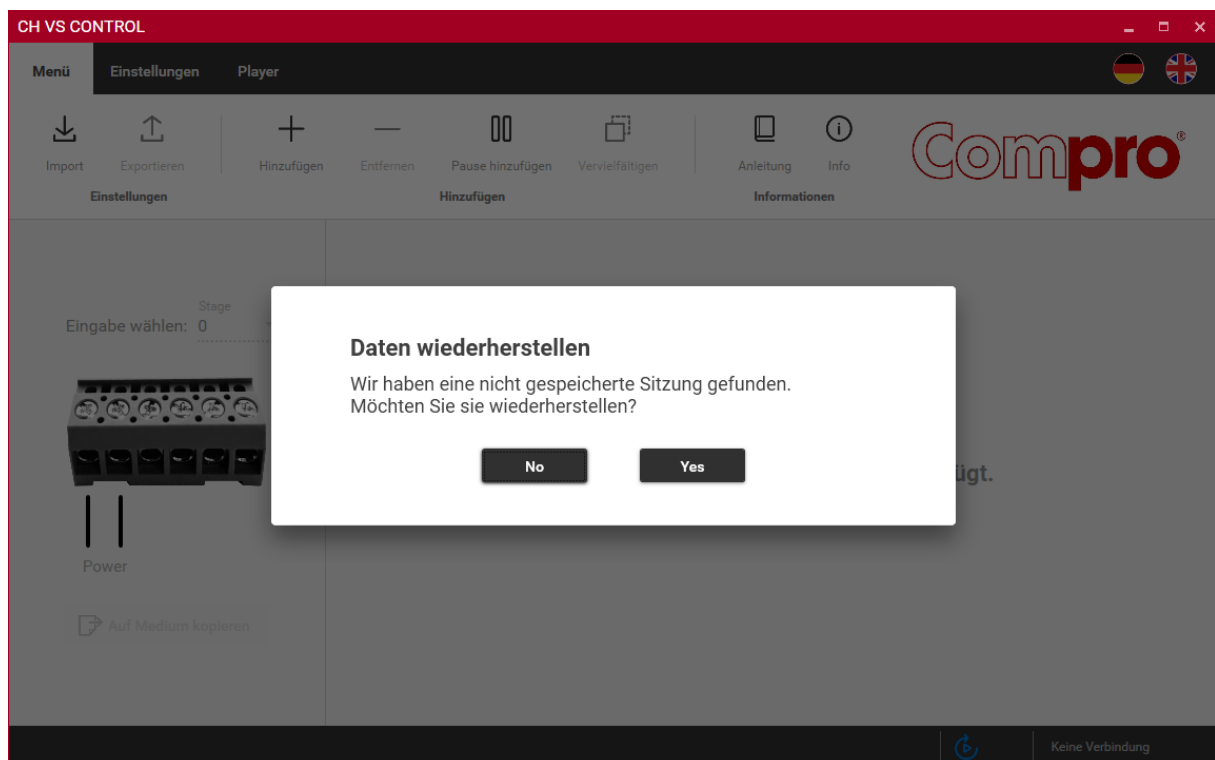 CH VS CONTROL
Menü Einstellungen Player
Import Exportieren Hinzufügen Entfernen Pause hinzufügen Vervielfältigen Anleitung Info
Einstellungen Hinzufügen Informationen
Compro®
Stage
Eingabe wählen: 0
Daten wiederherstellen
Wir haben eine nicht gespeicherte Sitzung gefunden.
Möchten Sie sie wiederherstellen?
No Yes
ügt.
Power
Auf Medium kopieren
Keine Verbindung